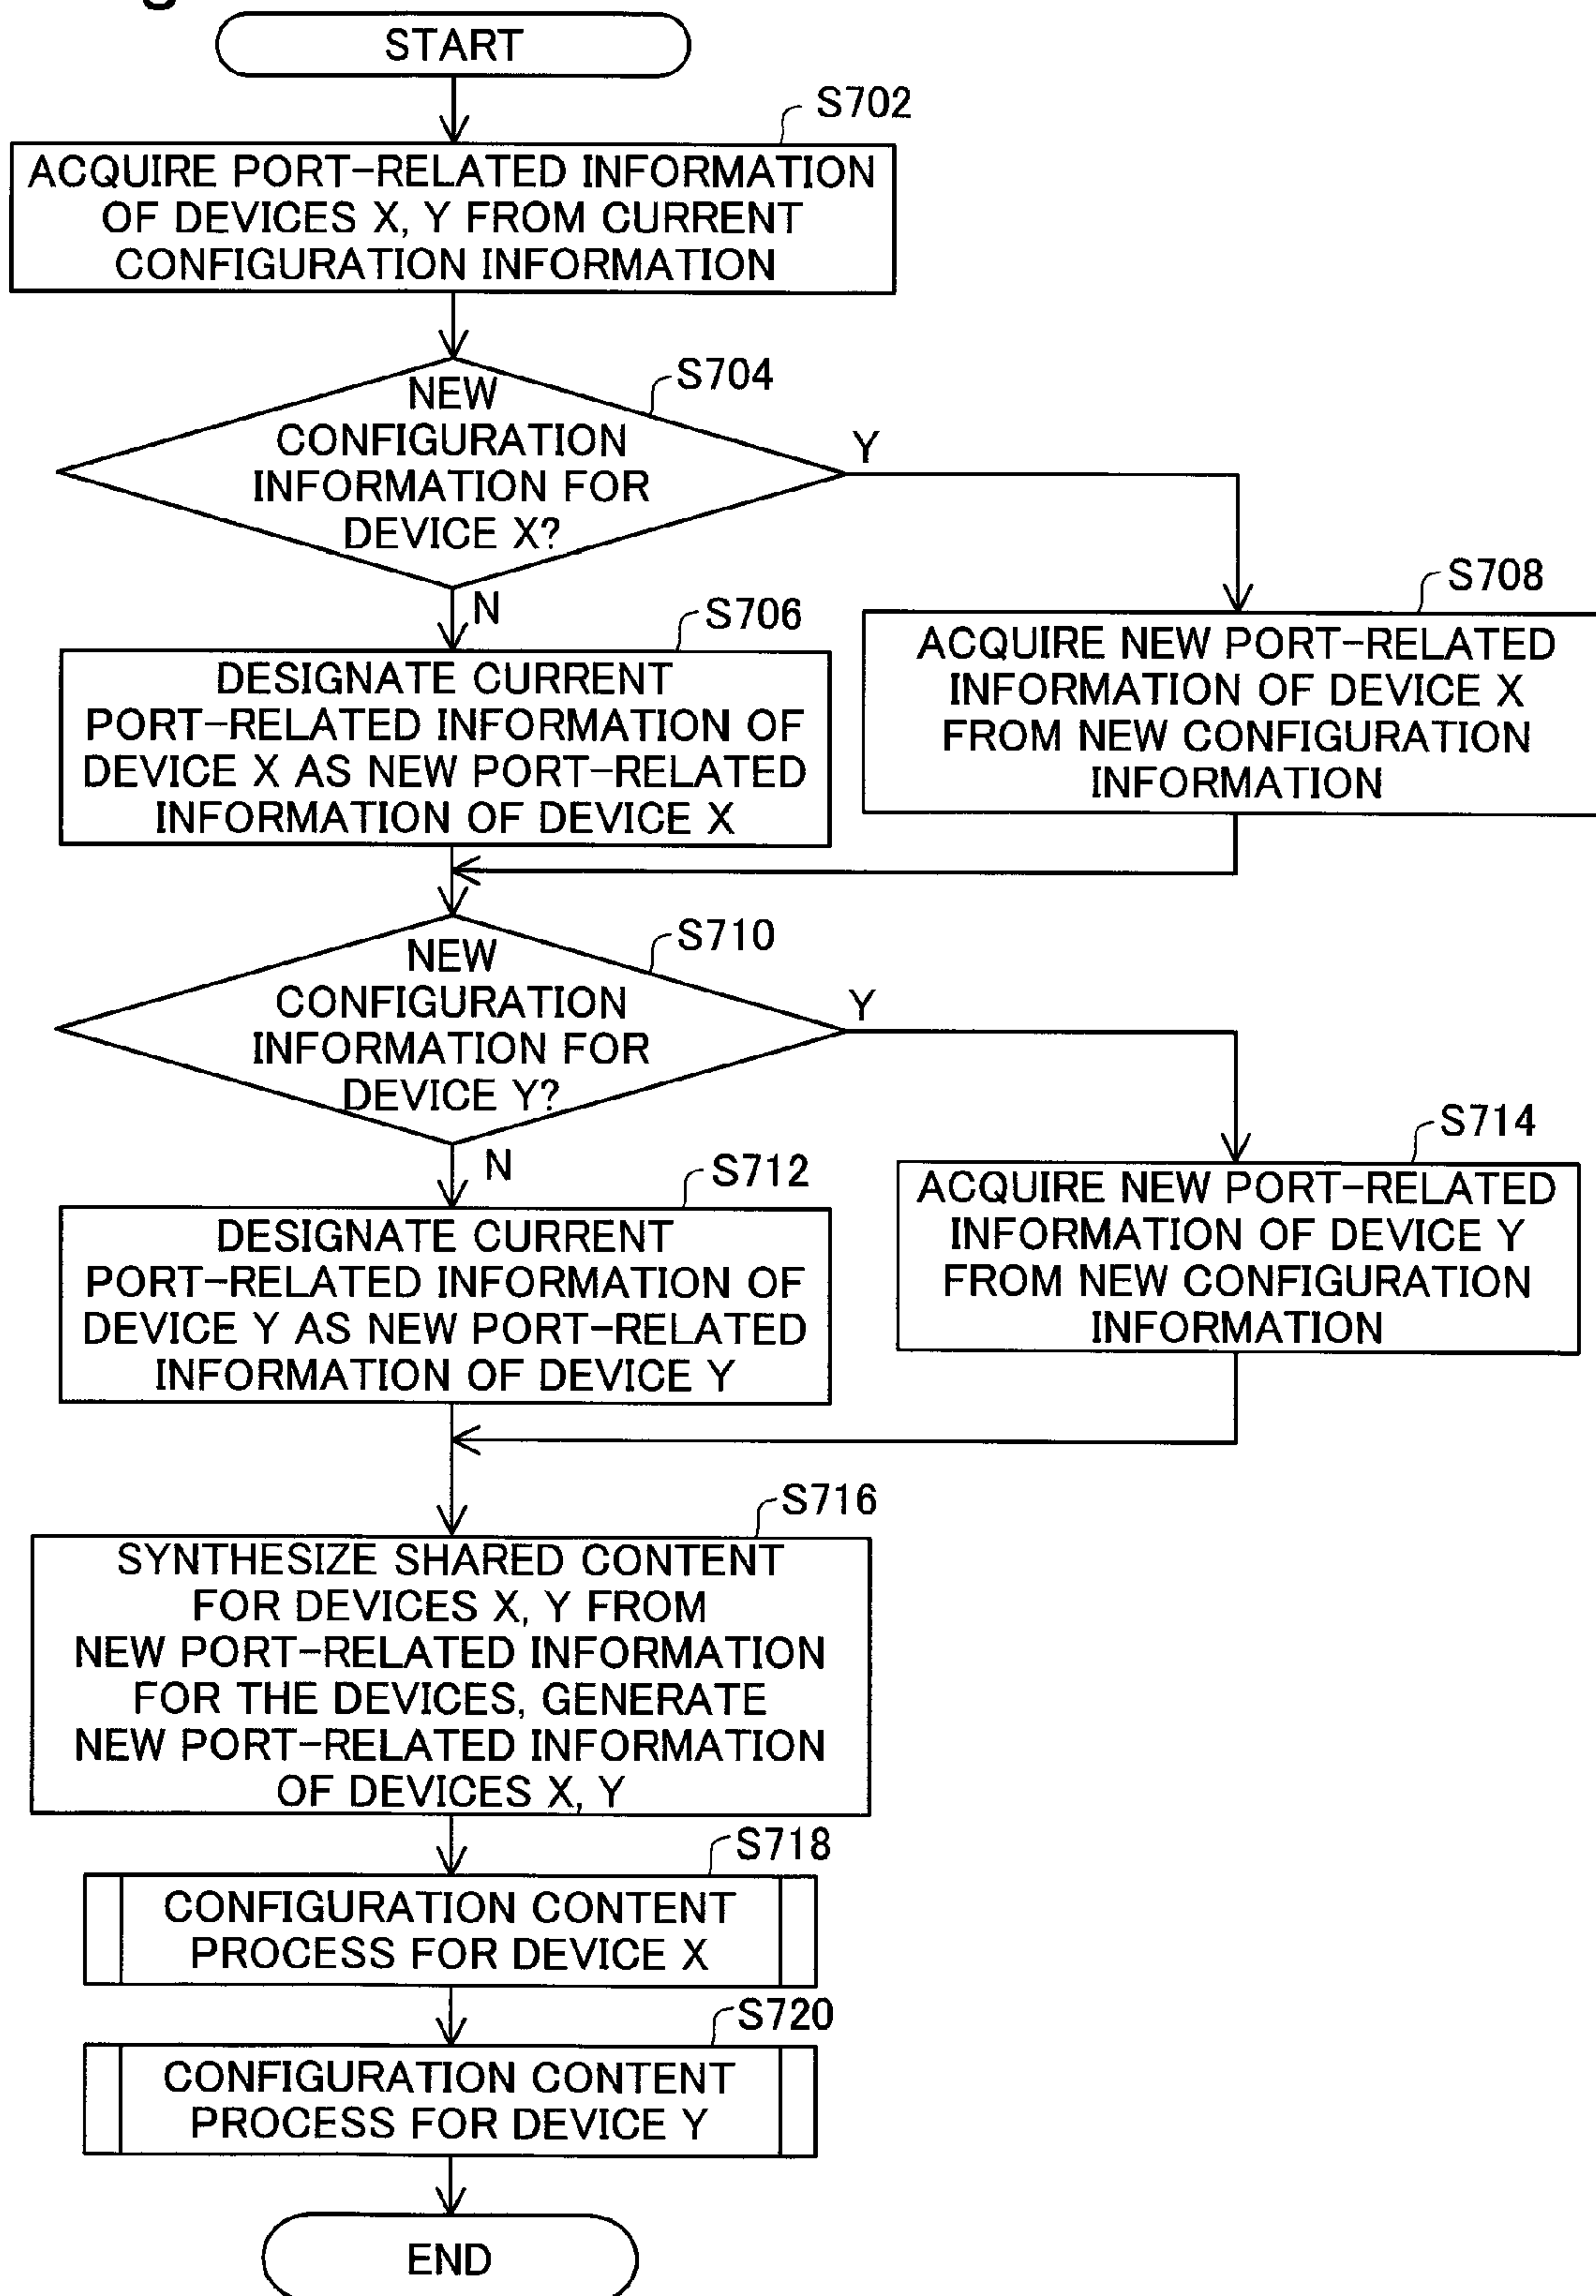 START
S702
ACQUIRE PORT-RELATED INFORMATION
OF DEVICES X, Y FROM CURRENT
CONFIGURATION INFORMATION
S704
NEW
CONFIGURATION
INFORMATION FOR
DEVICE X?
Y
N
S706
DESIGNATE CURRENT
PORT-RELATED INFORMATION OF
DEVICE X AS NEW PORT-RELATED
INFORMATION OF DEVICE X
S708
ACQUIRE NEW PORT-RELATED
INFORMATION OF DEVICE X
FROM NEW CONFIGURATION
INFORMATION
S710
NEW
CONFIGURATION
INFORMATION FOR
DEVICE Y?
Y
N
S712
DESIGNATE CURRENT
PORT-RELATED INFORMATION OF
DEVICE Y AS NEW PORT-RELATED
INFORMATION OF DEVICE Y
S714
ACQUIRE NEW PORT-RELATED
INFORMATION OF DEVICE Y
FROM NEW CONFIGURATION
INFORMATION
S716
SYNTHESIZE SHARED CONTENT
FOR DEVICES X, Y FROM
NEW PORT-RELATED INFORMATION
FOR THE DEVICES, GENERATE
NEW PORT-RELATED INFORMATION
OF DEVICES X, Y
S718
CONFIGURATION CONTENT
PROCESS FOR DEVICE X
S720
CONFIGURATION CONTENT
PROCESS FOR DEVICE Y
END